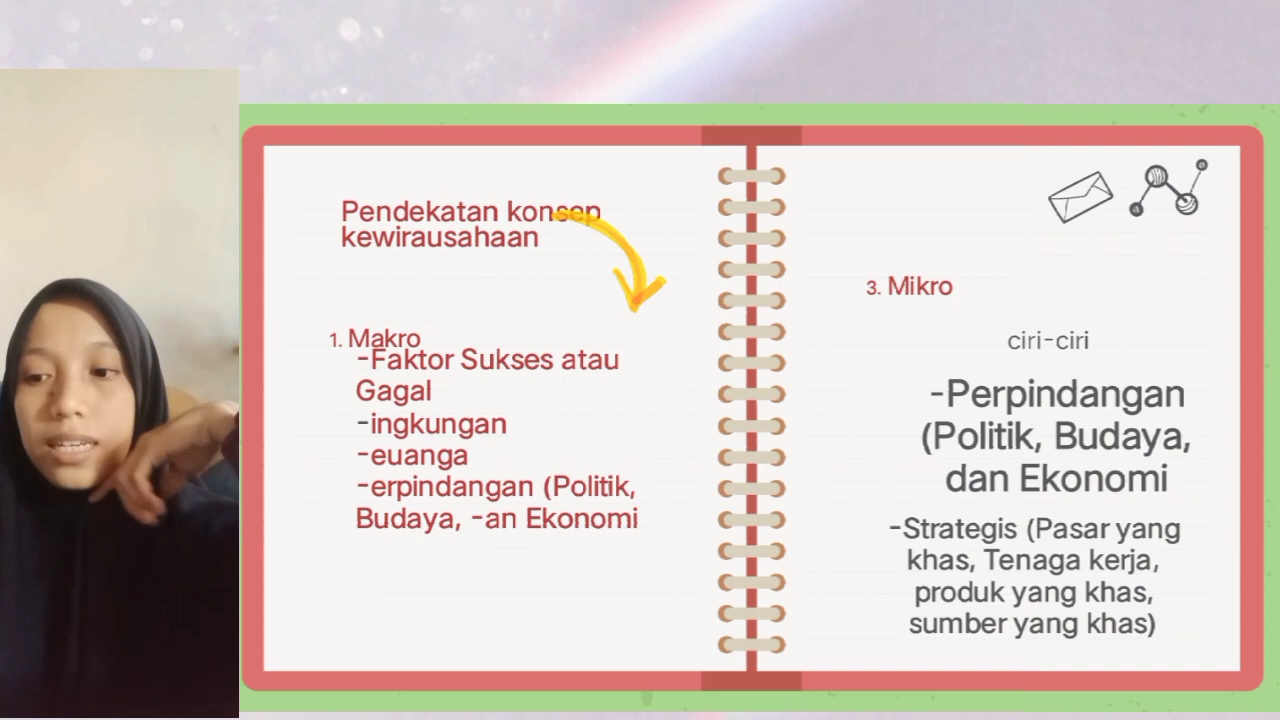 Pendekatan konsep
kewirausahaan
1. Makro
-Faktor Sukses atau
Gagal
-ingkungan
-euanga
-erpindangan (Politik,
Budaya, -an Ekonomi
3. Mikro
ciri-ciri
-Perpindangan
(Politik, Budaya,
dan Ekonomi
-Strategis (Pasar yang
khas, Tenaga kerja,
produk yang khas,
sumber yang khas)